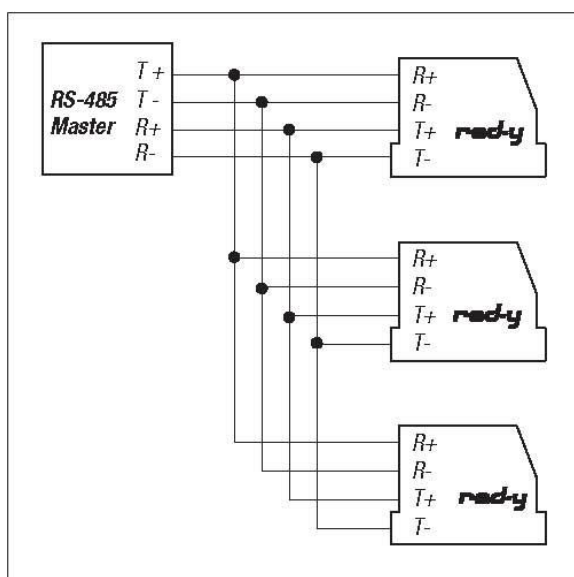 T+
RS-485
Master
T-
R+
R-
R+
R-
T+
T-
red-y
R+
R-
T+
T-
red-y
R+
R-
T+
T-
red-y